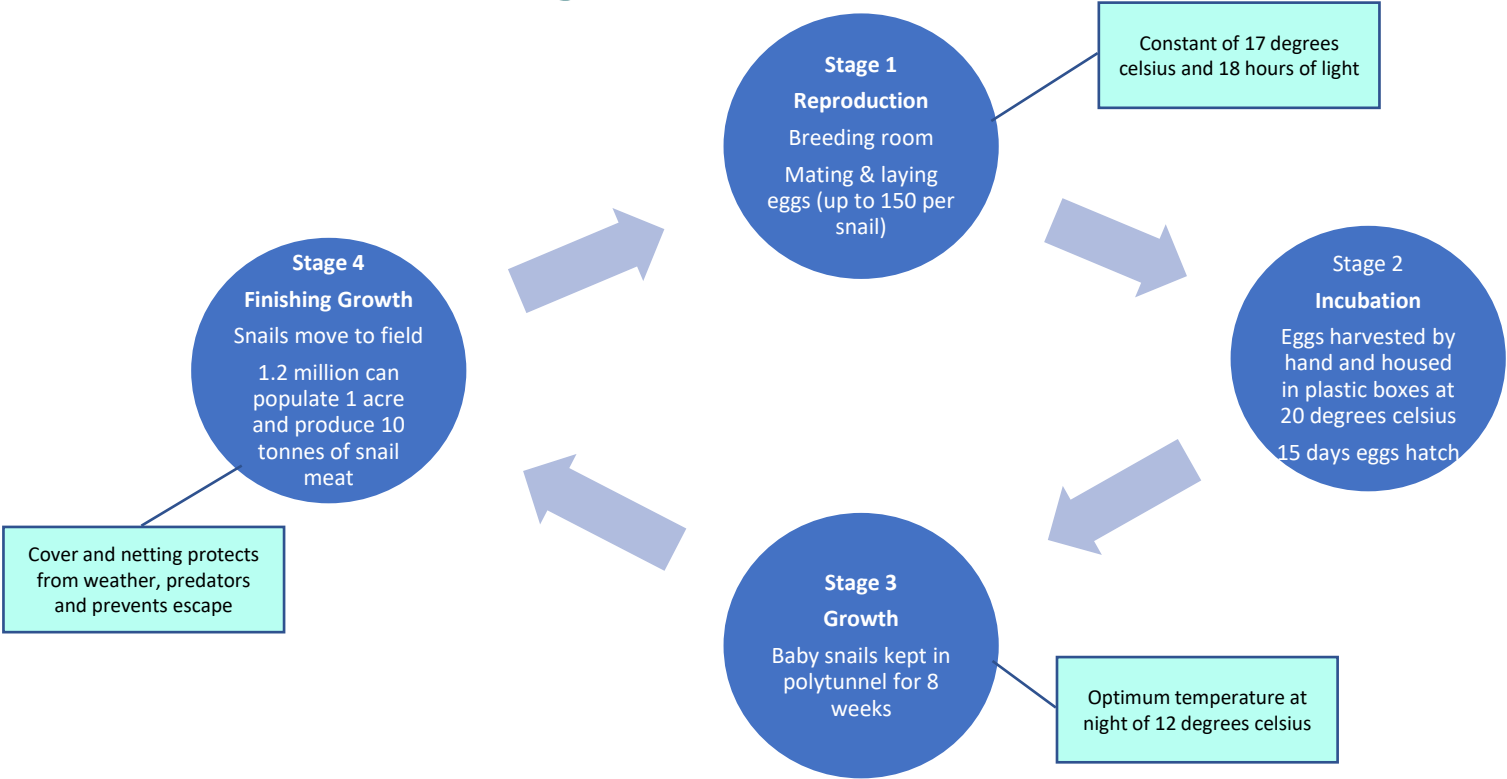 Stage 1
Reproduction
Breeding room
Mating & laying
eggs (up to 150 per
snail)
Constant of 17 degrees
celsius and 18 hours of light
Stage 2
Incubation
Eggs harvested by
hand and housed
in plastic boxes at
20 degrees celsius
15 days eggs hatch
Stage 3
Growth
Baby snails kept in
polytunnel for 8
weeks
Optimum temperature at
night of 12 degrees celsius
Stage 4
Finishing Growth
Snails move to field
1.2 million can
populate 1 acre
and produce 10
tonnes of snail
meat
Cover and netting protects
from weather, predators
and prevents escape